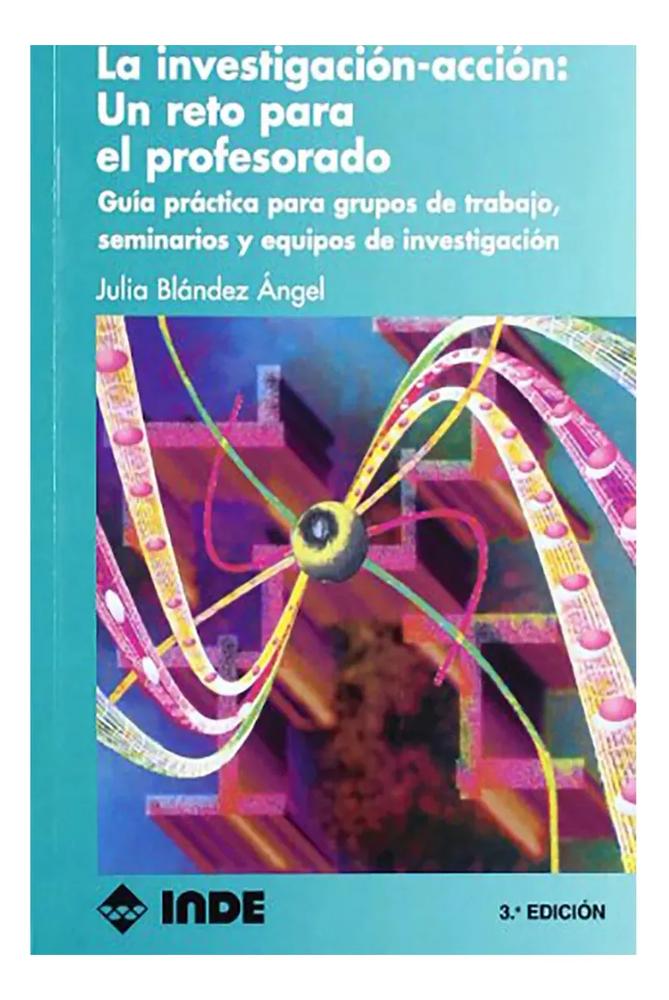 La investigación-acción:
Un reto para
el profesorado
Guía práctica para grupos de trabajo,
seminarios y equipos de investigación
Julia Blández Ángel
INDE
3.ª EDICIÓN